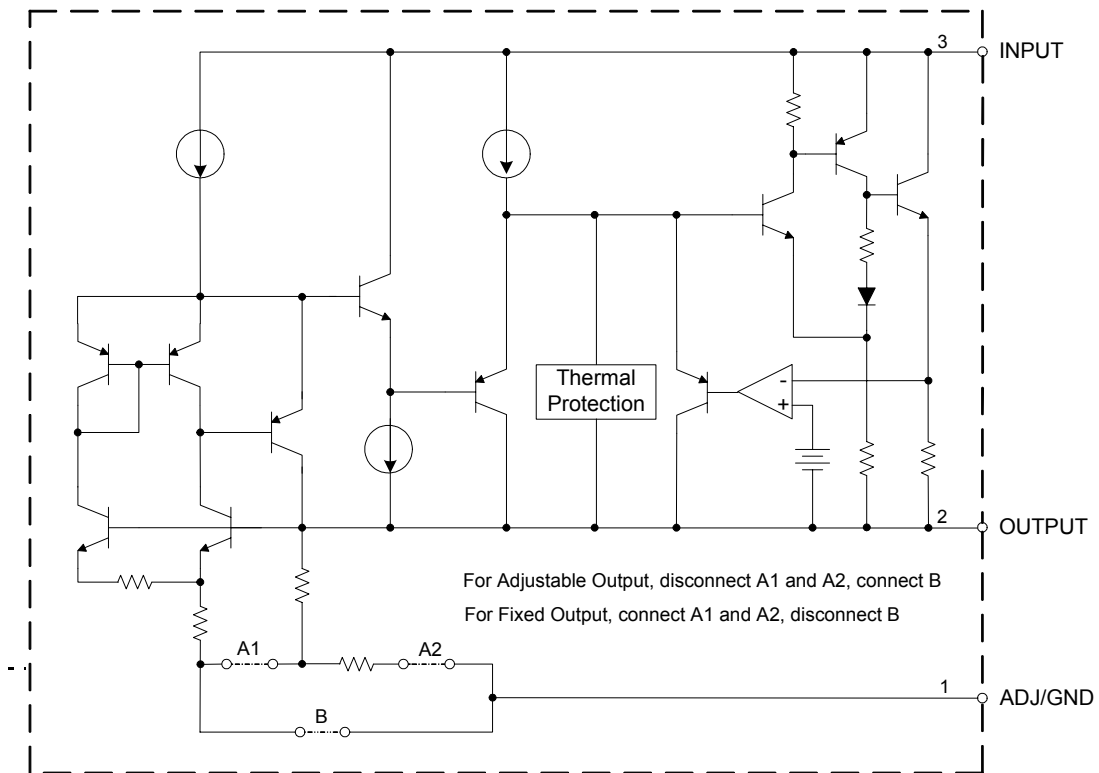 3 INPUT
Thermal
Protection
-
+
2 OUTPUT
For Adjustable Output, disconnect A1 and A2, connect B
For Fixed Output, connect A1 and A2, disconnect B
A1 A2
1 ADJ/GND
B